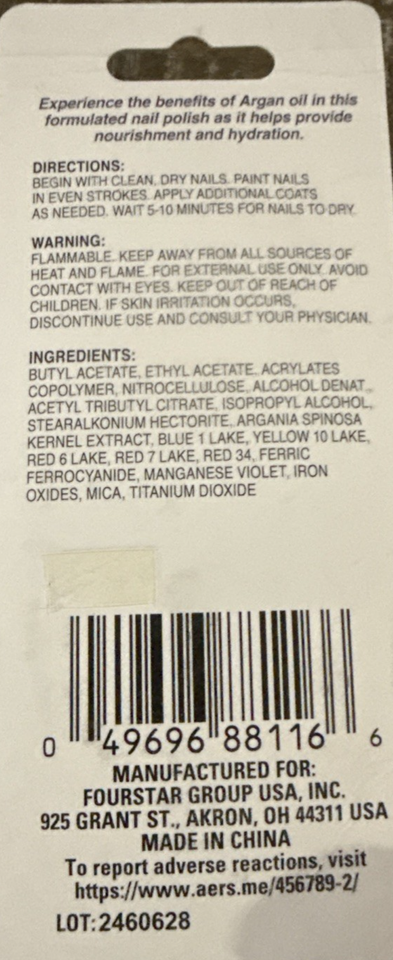 Experience the benefits of Argan oil in this
formulated nail polish as it helps provide
nourishment and hydration.
DIRECTIONS:
BEGIN WITH CLEAN, DRY NAILS. PAINT NAILS
IN EVEN STROKES. APPLY ADDITIONAL COATS
AS NEEDED. WAIT 5-10 MINUTES FOR NAILS TO DRY.
WARNING:
FLAMMABLE. KEEP AWAY FROM ALL SOURCES OF
HEAT AND FLAME. FOR EXTERNAL USE ONLY. AVOID
CONTACT WITH EYES. KEEP OUT OF REACH OF
CHILDREN. IF SKIN IRRITATION OCCURS,
DISCONTINUE USE AND CONSULT YOUR PHYSICIAN.
INGREDIENTS:
BUTYL ACETATE, ETHYL ACETATE, ACRYLATES
COPOLYMER, NITROCELLULOSE, ALCOHOL DENAT.,
ACETYL TRIBUTYL CITRATE, ISOPROPYL ALCOHOL,
STEARALKONIUM HECTORITE, ARGANIA SPINOSA
KERNEL EXTRACT, BLUE 1 LAKE, YELLOW 10 LAKE,
RED 6 LAKE, RED 7 LAKE, RED 34, FERRIC
FERROCYANIDE, MANGANESE VIOLET, IRON
OXIDES, MICA, TITANIUM DIOXIDE
0 49696 88116 6
MANUFACTURED FOR:
FOURSTAR GROUP USA, INC.
925 GRANT ST., AKRON, OH 44311 USA
MADE IN CHINA
To report adverse reactions, visit
https://www.aers.me/456789-2/
LOT: 2460628